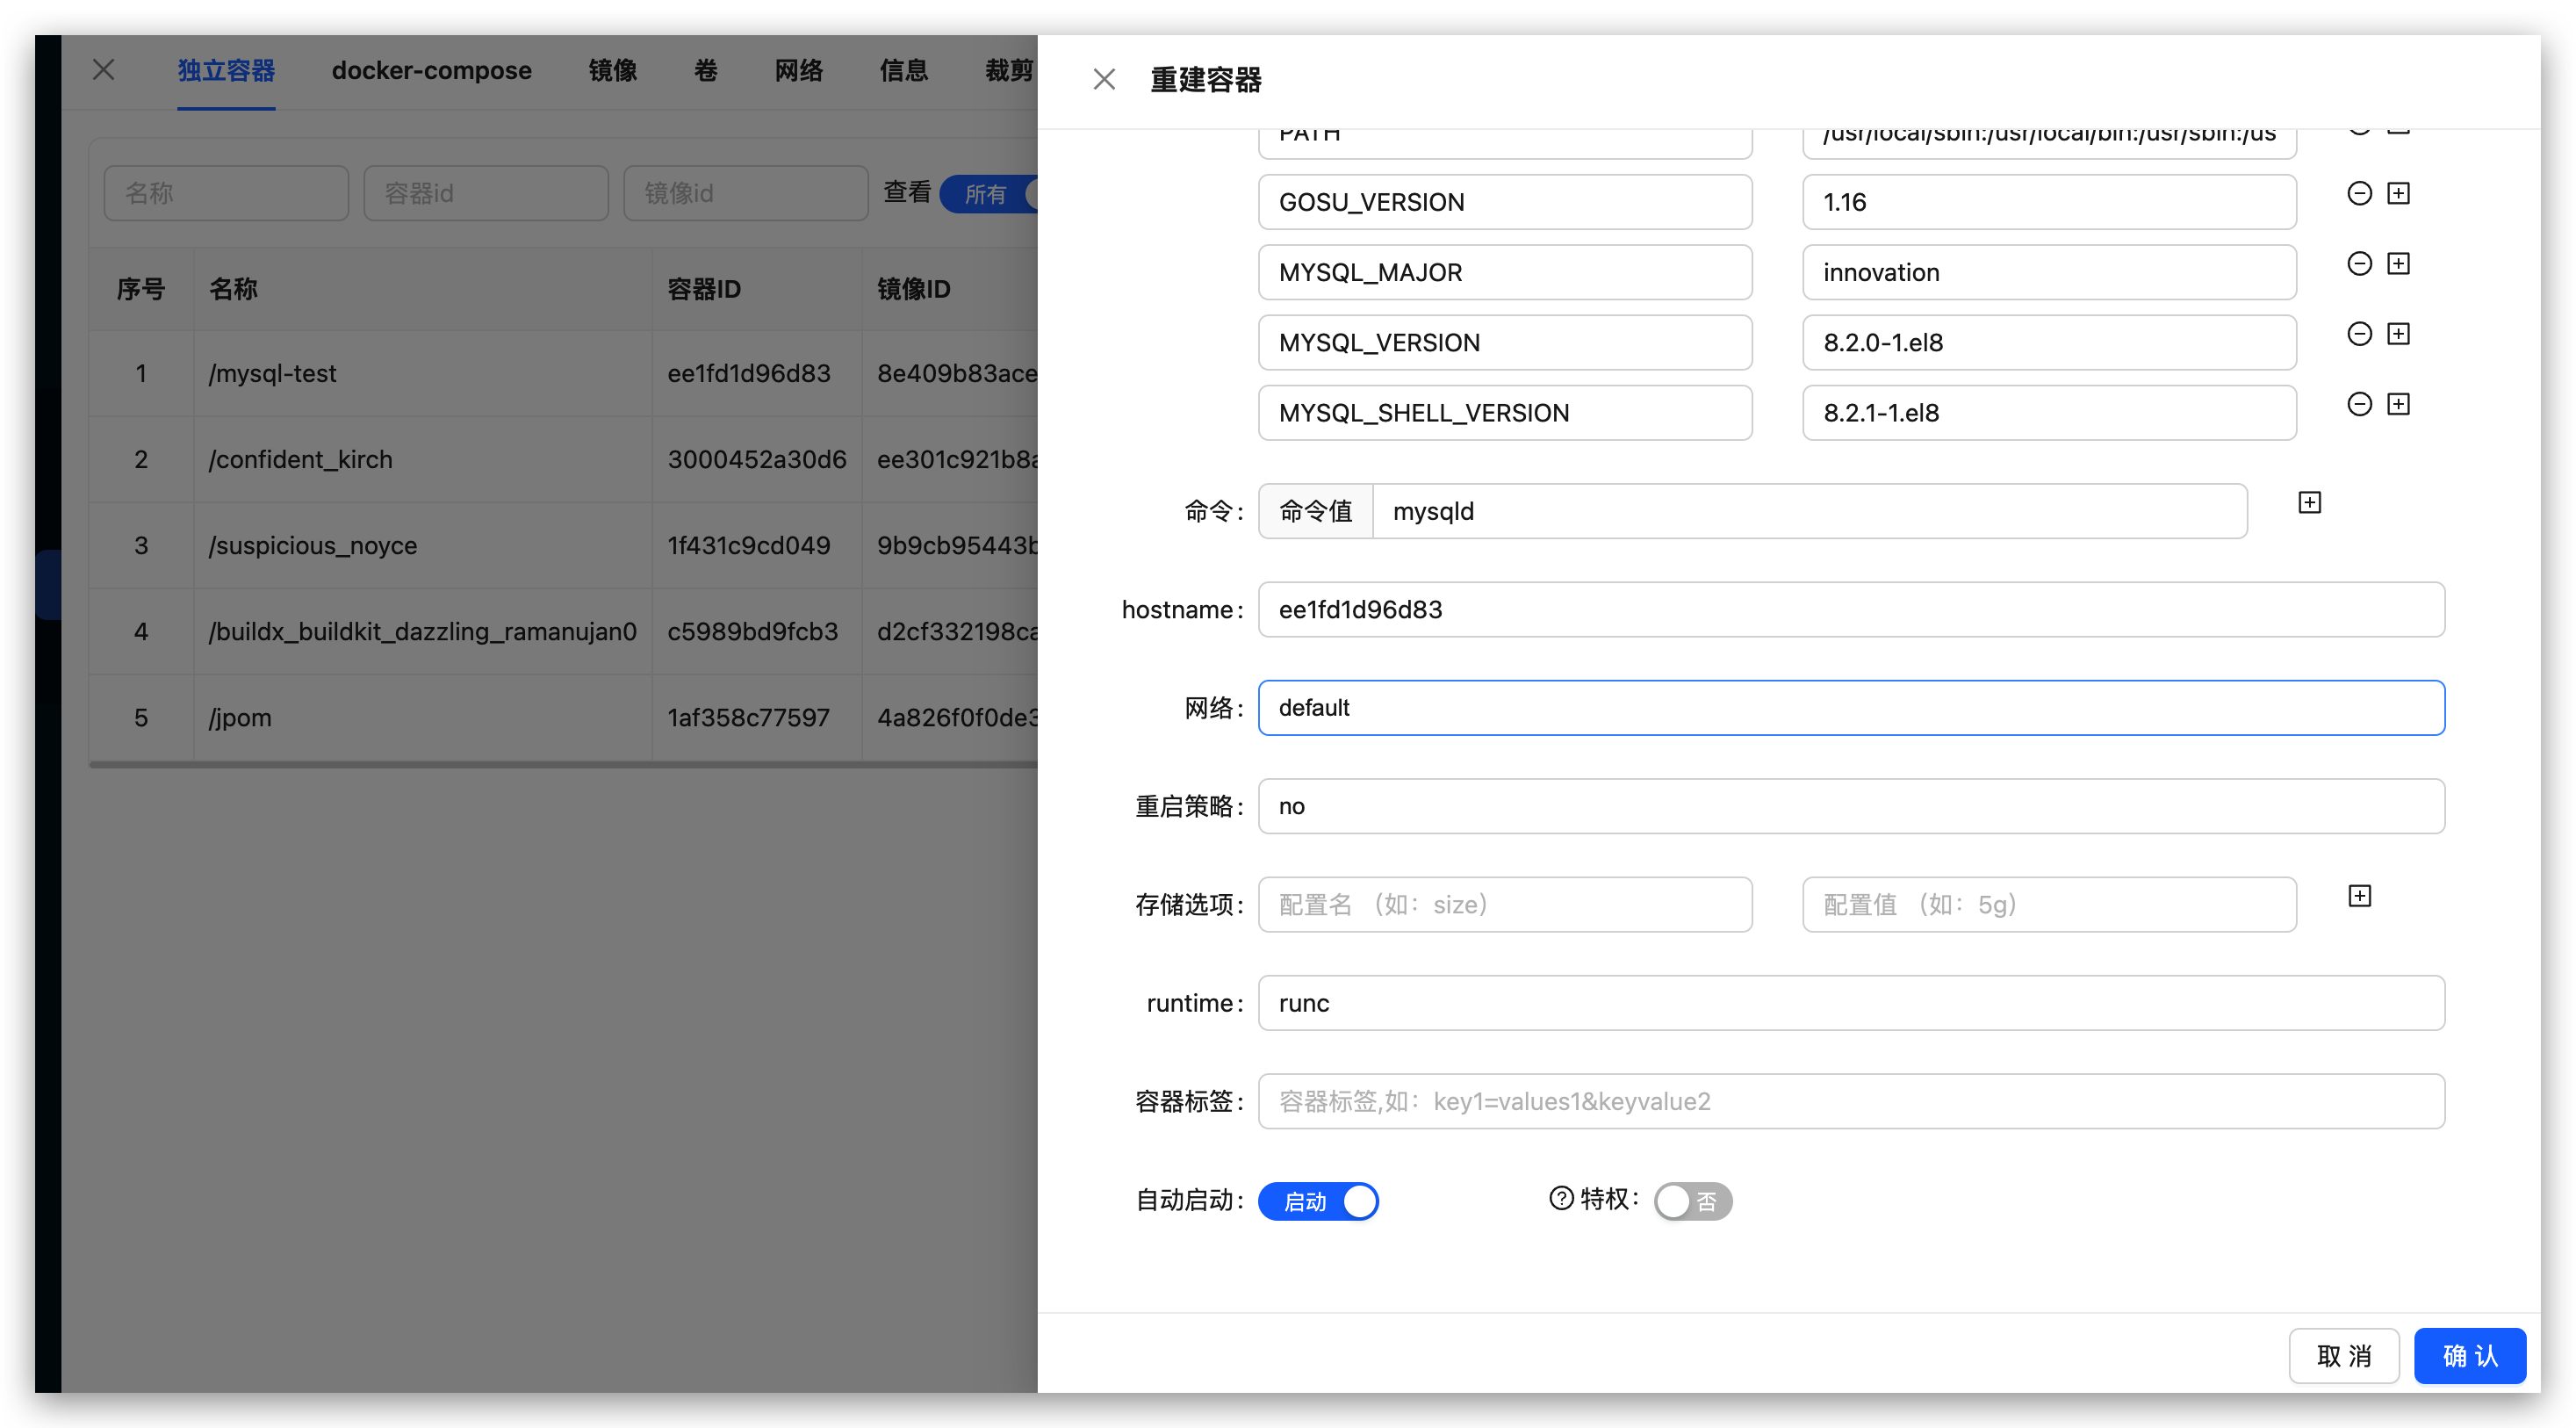 独立容器 docker-compose 镜像 卷 网络 信息 裁剪
名称 容器id 镜像id 查看 所有
序号 名称 容器ID 镜像ID
1 /mysql-test ee1fd1d96d83 8e409b83ace
2 /confident_kirch 3000452a30d6 ee301c921b8a
3 /suspicious_noyce 1f431c9cd049 9b9cb95443b
4 /buildx_buildkit_dazzling_ramanujan0 c5989bd9fcb3 d2cf332198ca
5 /jpom 1af358c77597 4a826f0f0de3
重建容器
PATH /usr/local/sbin:/usr/local/bin:/usr/sbin:/us
GOSU_VERSION 1.16
MYSQL_MAJOR innovation
MYSQL_VERSION 8.2.0-1.el8
MYSQL_SHELL_VERSION 8.2.1-1.el8
命令: 命令值 mysqld
hostname: ee1fd1d96d83
网络: default
重启策略: no
存储选项: 配置名 （如：size） 配置值 （如：5g）
runtime: runc
容器标签: 容器标签,如：key1=values1&keyvalue2
自动启动: 启动 特权: 否
取 消 确 认